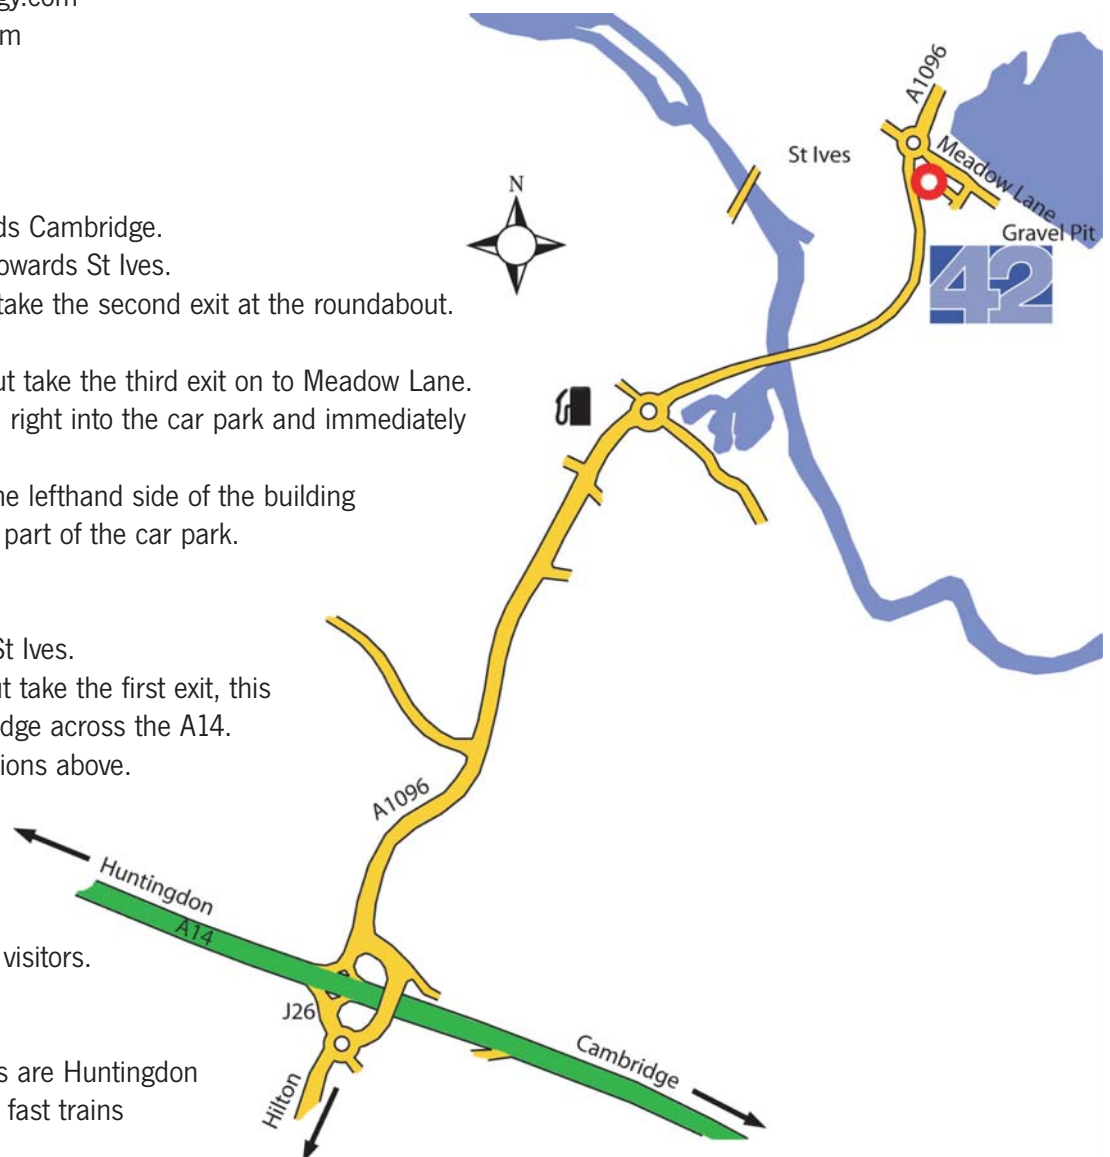 gy.com
m
ds Cambridge.
owards St Ives.
take the second exit at the roundabout.
ut take the third exit on to Meadow Lane.
right into the car park and immediately
he lefthand side of the building
part of the car park.
St Ives.
ut take the first exit, this
dge across the A14.
ions above.
visitors.
s are Huntingdon
fast trains
A1096
St Ives
Meadow Lane
Gravel Pit
42
N
A1096
Huntingdon
A14
J26
Cambridge
Hilton